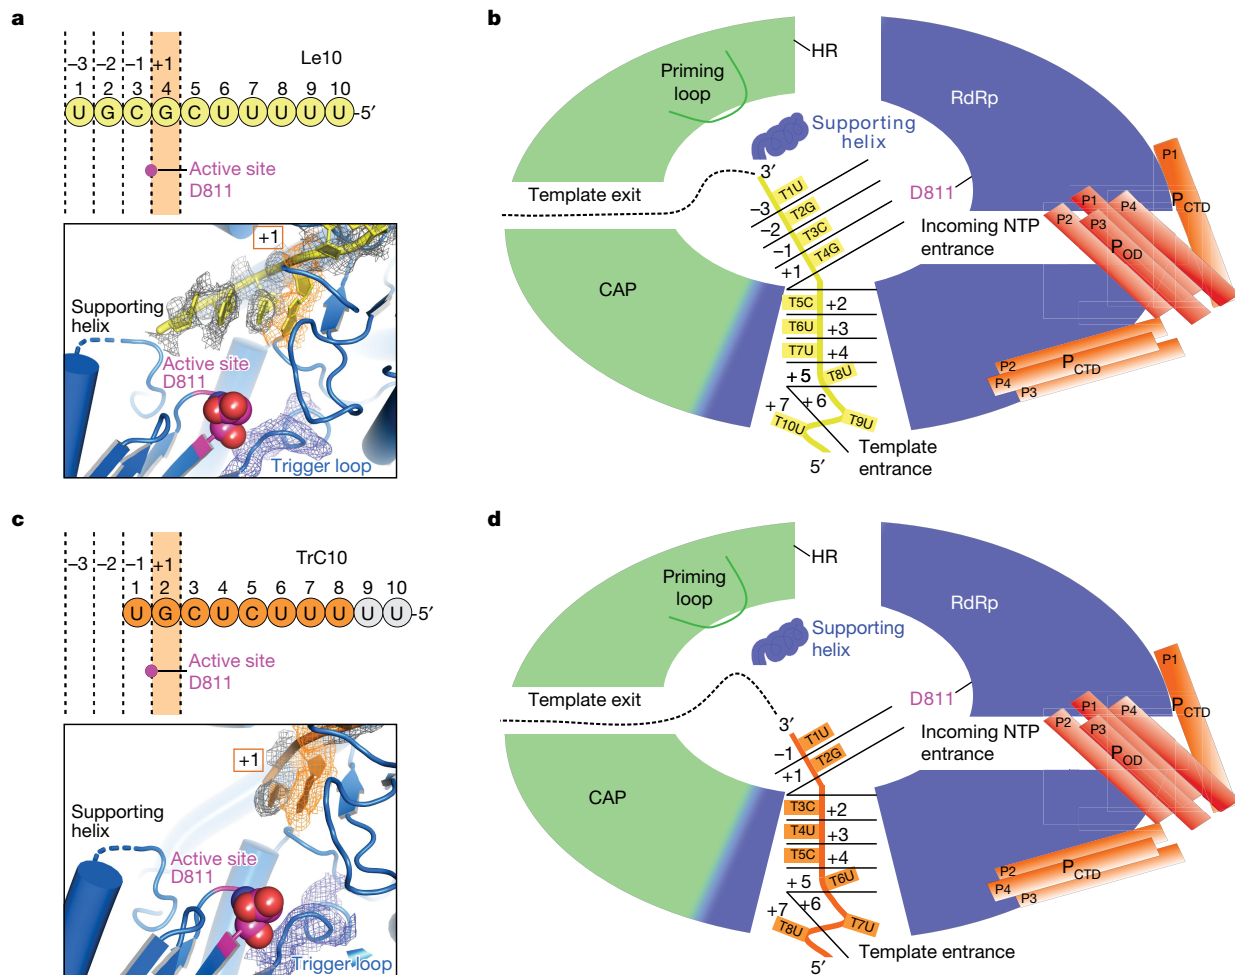 a
−3 −2 −1 +1
Le10
1 2 3 4 5 6 7 8 9 10
U G C G C U U U U U -5′
Active site
D811
+1
Supporting
helix
Active site
D811
Trigger loop
b
HR
Priming
loop
RdRp
Supporting
helix
P1
3′
Template exit
T1U
−3
T2G
−2
T3C
−1
T4G
+1
D811
Incoming NTP
entrance
P1
P2
P3
P4
P_OD
P_CTD
CAP
T5C +2
T6U +3
T7U +4
+5 T8U
+6
+7
T10U
T9U
5′
Template
entrance
P2
P4
P3
P_CTD
c
−3 −2 −1 +1
TrC10
1 2 3 4 5 6 7 8 9 10
U G C U C U U U U U -5′
Active site
D811
+1
Supporting
helix
Active site
D811
Trigger loop
d
HR
Priming
loop
RdRp
Supporting
helix
P1
Template exit
3′
T1U
−1
T2G
+1
D811
Incoming NTP
entrance
P1
P2
P3
P4
P_OD
P_CTD
CAP
T3C +2
T4U +3
T5C +4
+5 T6U
+6
+7
T8U
T7U
5′
Template entrance
P2
P4
P3
P_CTD